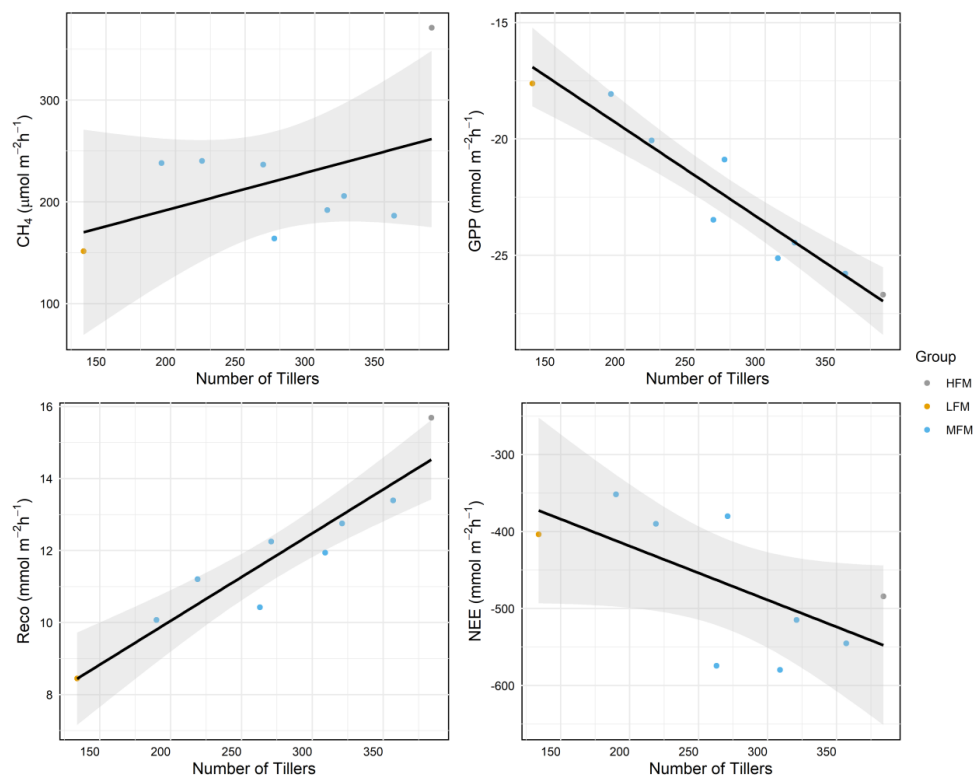 CH₄ (μmol m⁻²h⁻¹)
300
200
100
150 200 250 300 350
Number of Tillers
GPP (mmol m⁻²h⁻¹)
-15
-20
-25
150 200 250 300 350
Number of Tillers
Reco (mmol m⁻²h⁻¹)
16
14
12
10
8
150 200 250 300 350
Number of Tillers
NEE (mmol m⁻²h⁻¹)
-300
-400
-500
-600
150 200 250 300 350
Number of Tillers
Group
HFM
LFM
MFM